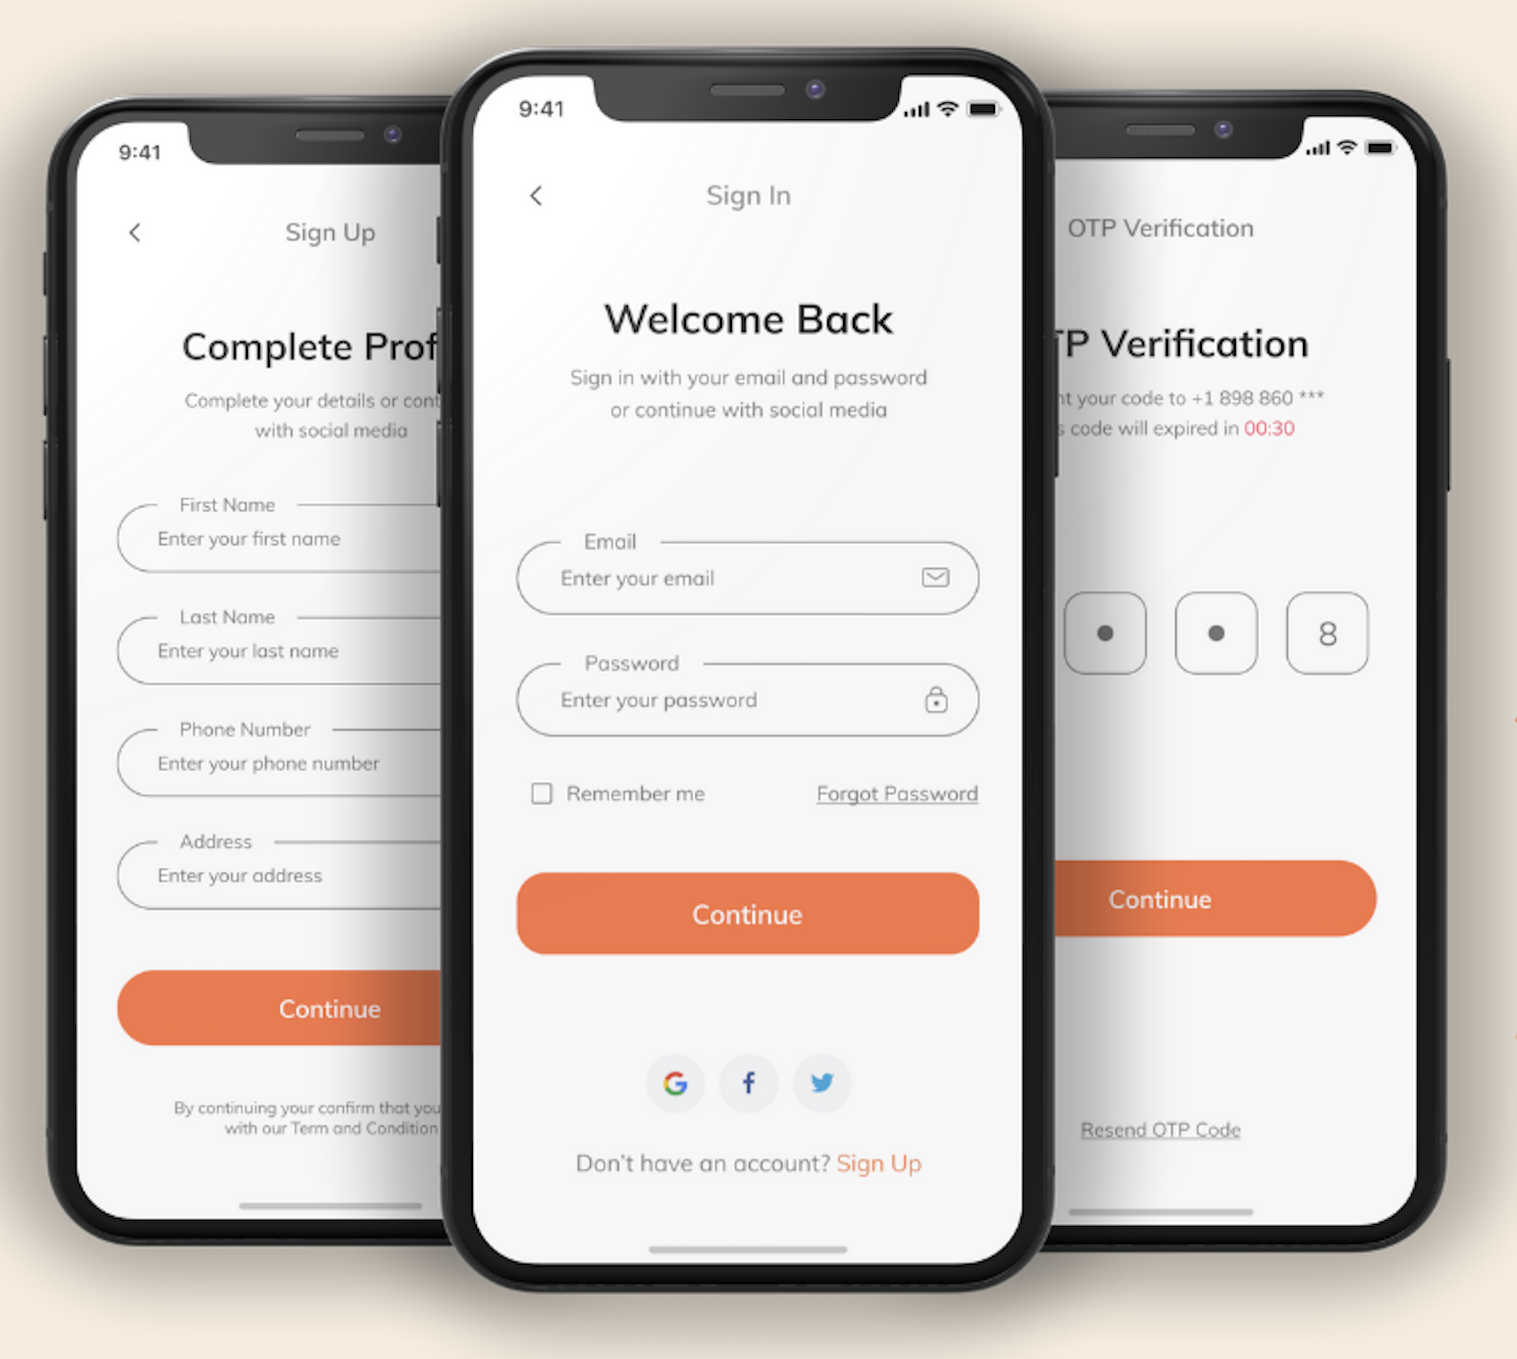 9:41
Sign Up
Complete Prof
Complete your details or cont
with social media
First Name
Enter your first name
Last Name
Enter your last name
Phone Number
Enter your phone number
Address
Enter your address
Continue
By continuing your confirm that you
with our Term and Condition
9:41
Sign In
Welcome Back
Sign in with your email and password
or continue with social media
Email
Enter your email
Password
Enter your password
Remember me
Forgot Password
Continue
G f
Don't have an account? Sign Up
OTP Verification
TP Verification
nt your code to +1 898 860 ***
s code will expired in 00:30
8
Continue
Resend OTP Code